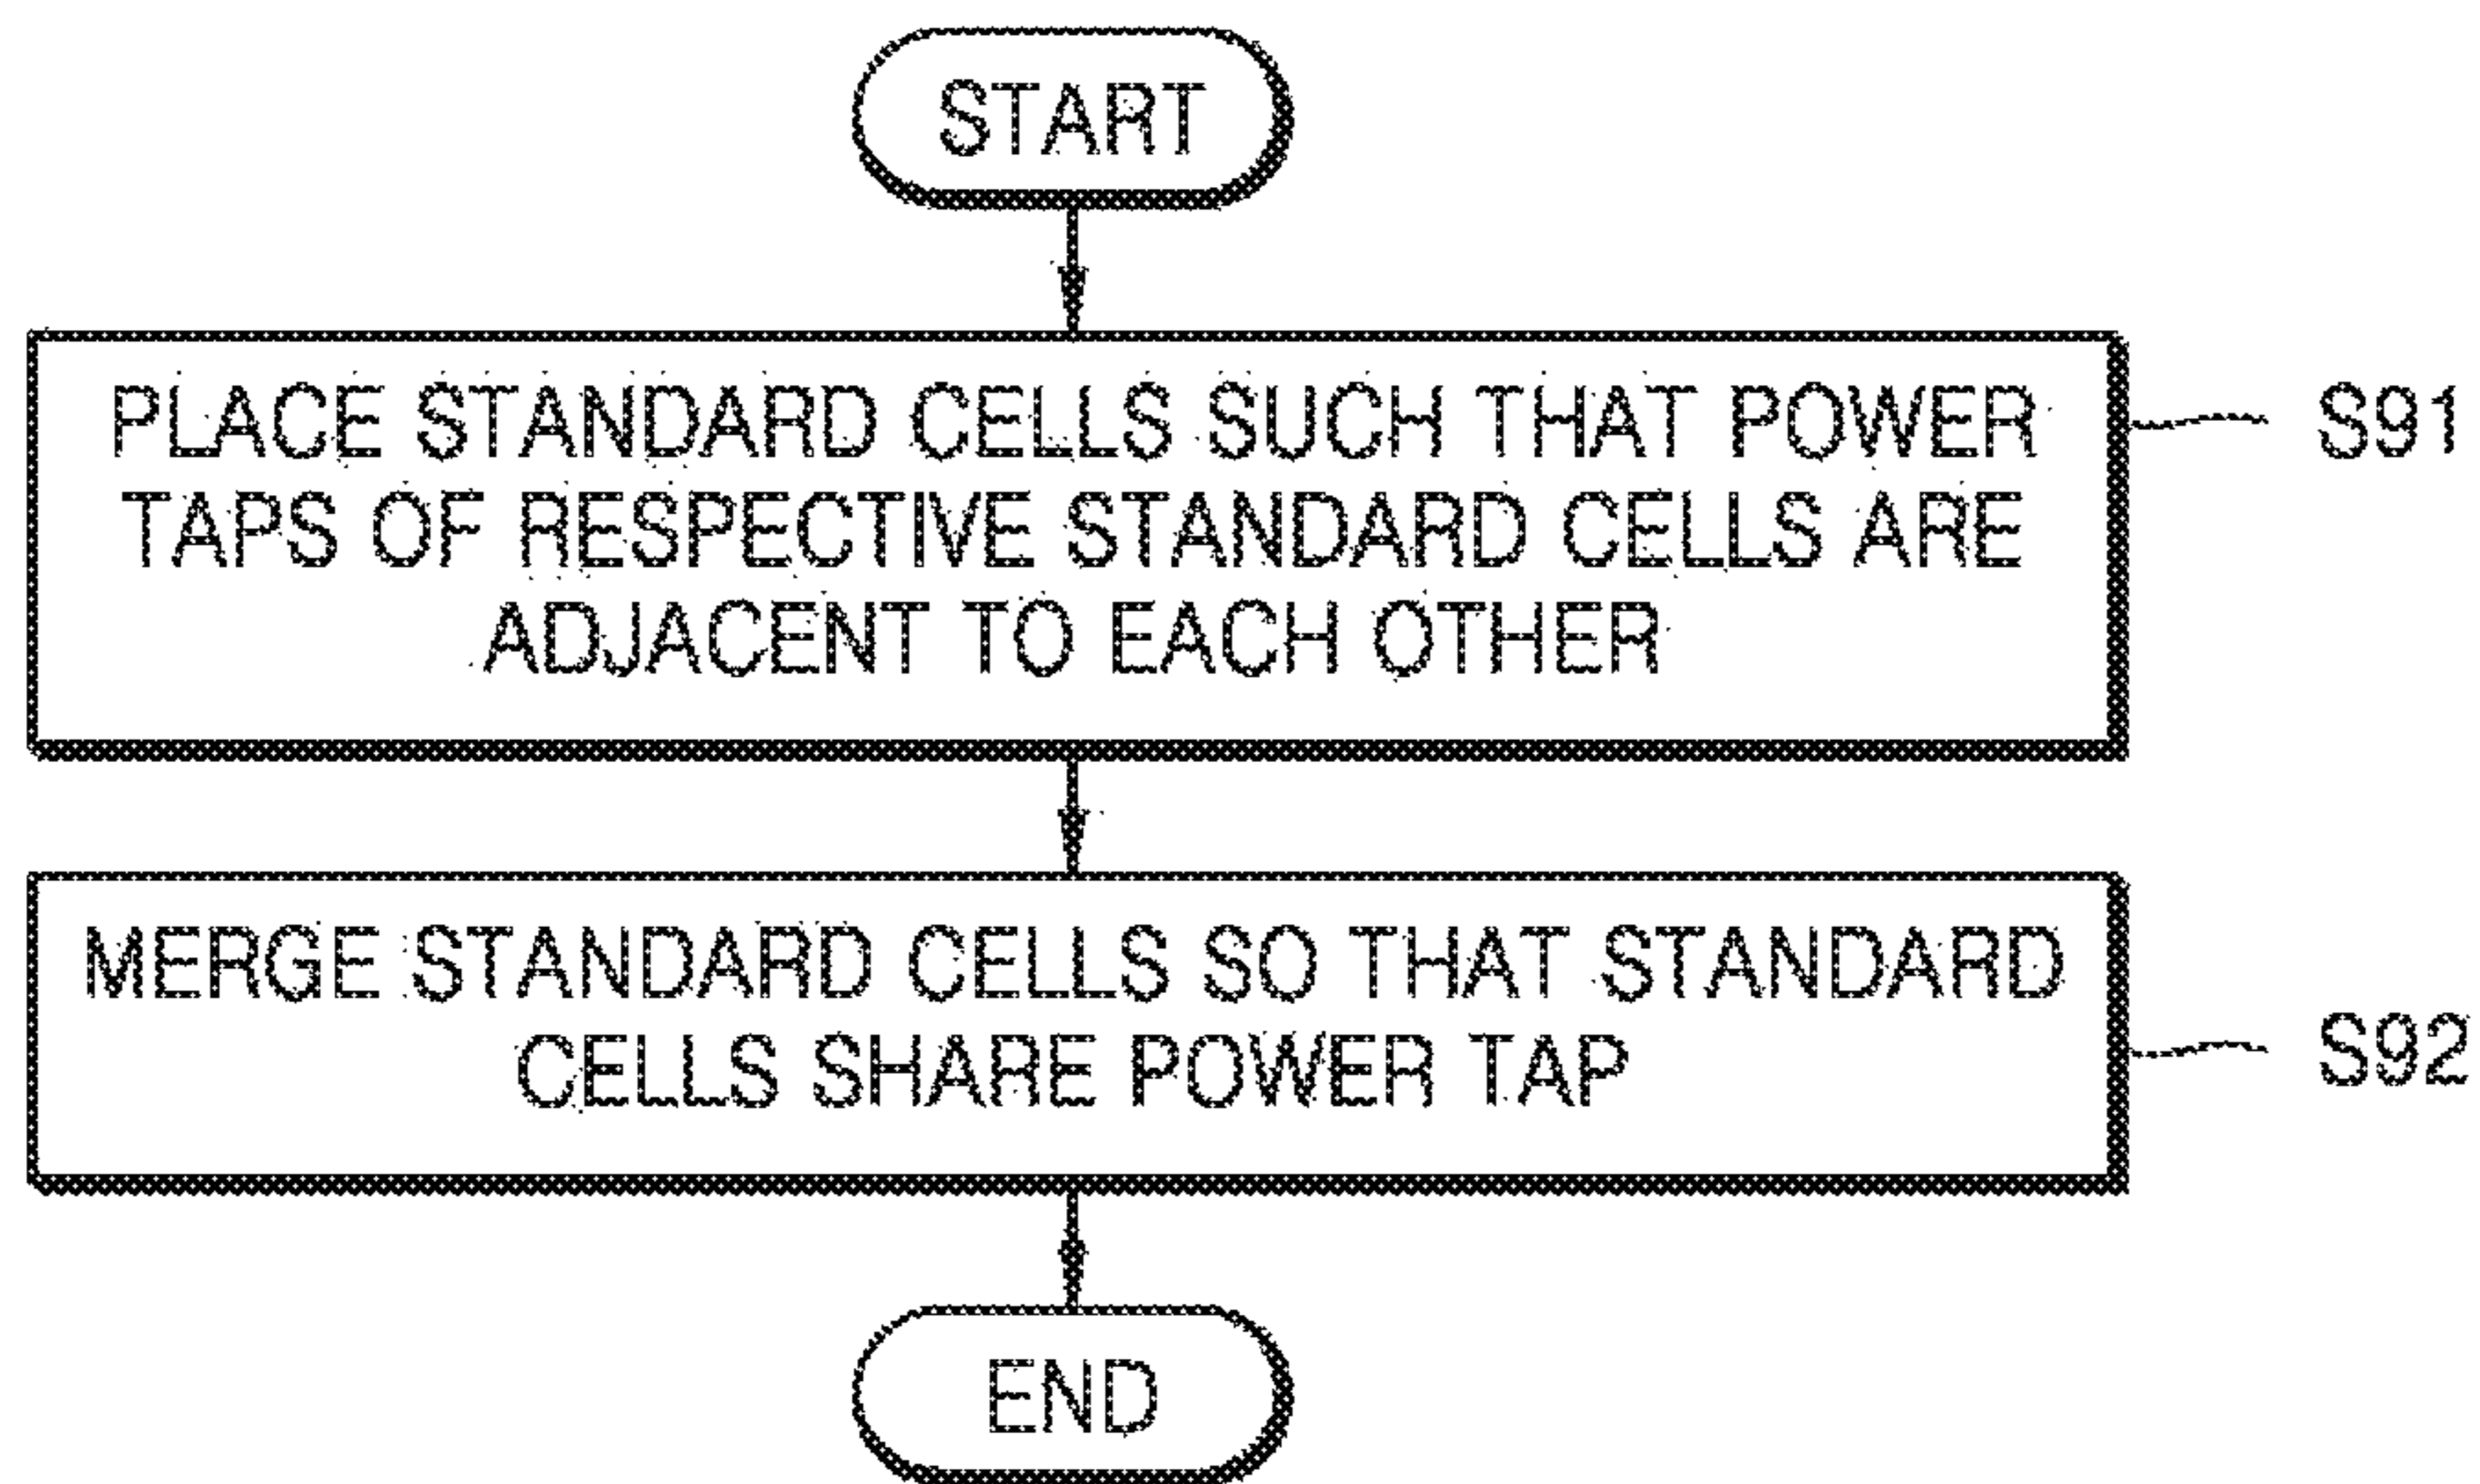 START
PLACE STANDARD CELLS SUCH THAT POWER
TAPS OF RESPECTIVE STANDARD CELLS ARE
ADJACENT TO EACH OTHER
S91
MERGE STANDARD CELLS SO THAT STANDARD
CELLS SHARE POWER TAP
S92
END